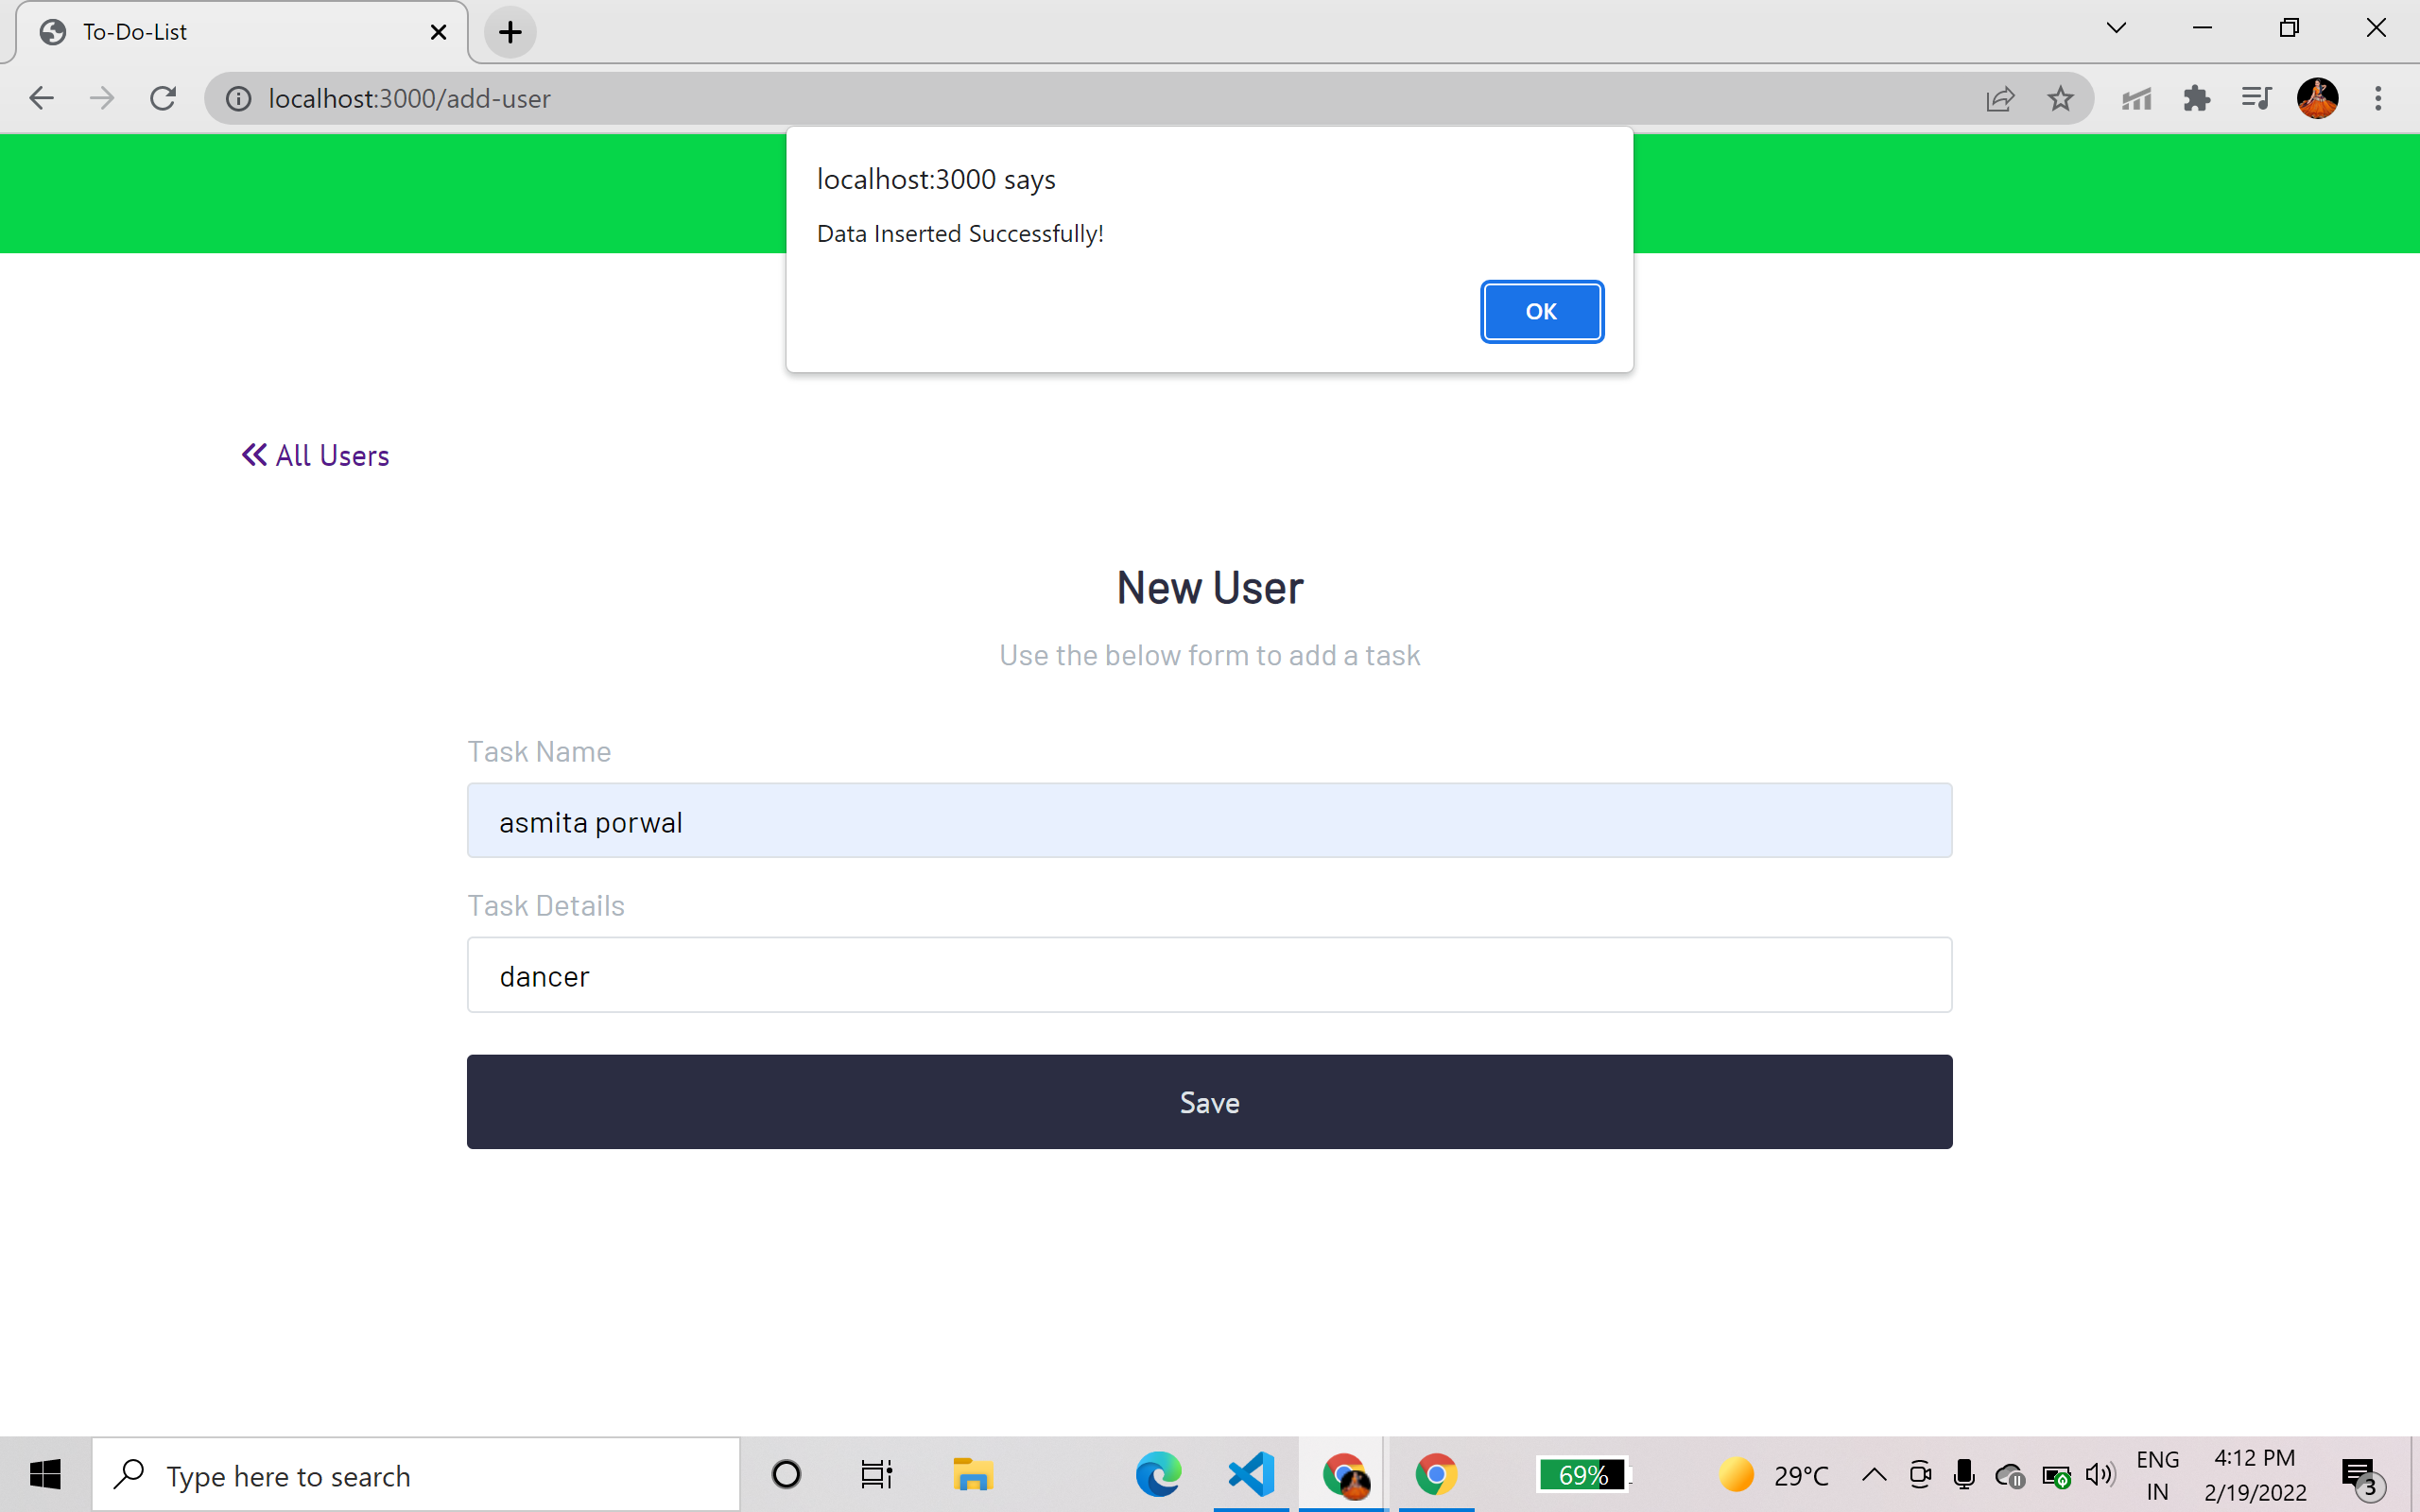 To-Do-List
localhost:3000/add-user
localhost:3000 says
Data Inserted Successfully!
OK
All Users
New User
Use the below form to add a task
Task Name
asmita porwal
Task Details
dancer
Save
Type here to search
69%
29°C
ENG
IN
4:12 PM
2/19/2022
3